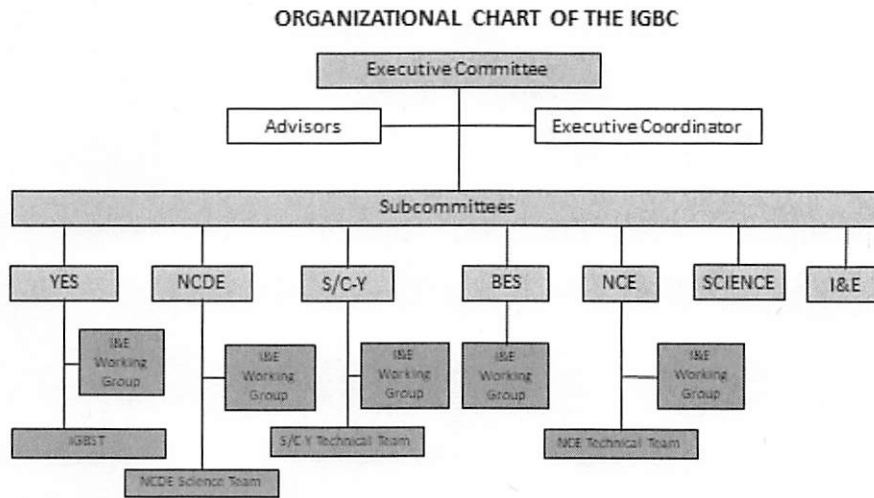 ORGANIZATIONAL CHART OF THE IGBC
Executive Committee
Advisors
Executive Coordinator
Subcommittees
YES
NCDE
S/C-Y
BES
NCE
SCIENCE
I&E
I&E
Working
Group
I&E
Working
Group
I&E
Working
Group
I&E
Working
Group
I&E
Working
Group
IGBST
S/C Y Technical Team
NCE Technical Team
NCDE Science Team